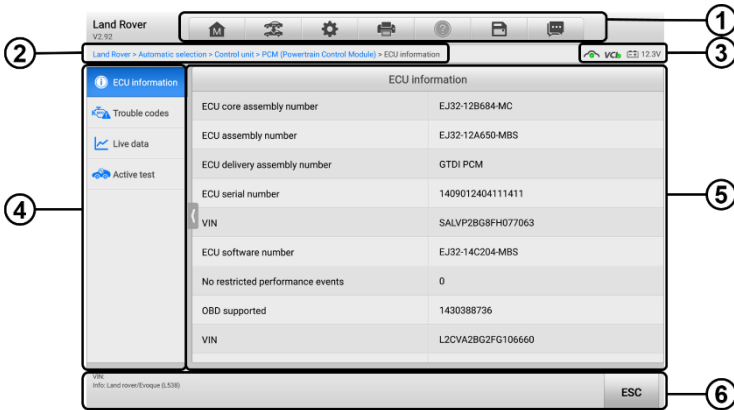 Land Rover
V2.92
M
?
1
2
Land Rover > Automatic selection > Control unit > PCM (Powertrain Control Module) > ECU information
VCI 12.3V
3
ECU information
Trouble codes
Live data
Active test
4
ECU information
ECU core assembly number EJ32-12B684-MC
ECU assembly number EJ32-12A650-MBS
ECU delivery assembly number GTDI PCM
ECU serial number 1409012404111411
VIN SALVP2BG8FH077063
ECU software number EJ32-14C204-MBS
No restricted performance events 0
OBD supported 1430388736
VIN L2CVA2BG2FG106660
5
VIN:
Info: Land rover/Evoque (L538)
ESC
6